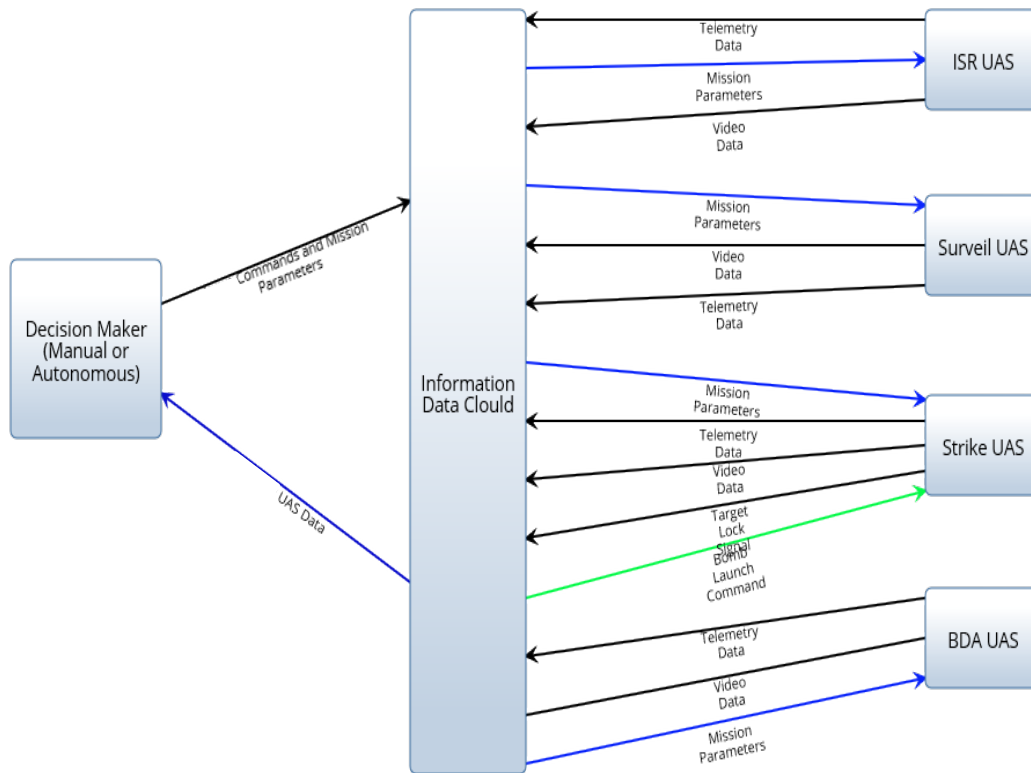 Decision Maker
(Manual or
Autonomous)
Commands and Mission
Parameters
UAS Data
Information
Data Clould
Telemetry
Data
Mission
Parameters
Video
Data
ISR UAS
Mission
Parameters
Video
Data
Telemetry
Data
Surveil UAS
Mission
Parameters
Telemetry
Data
Video
Data
Target
Lock
Signal
Bomb
Launch
Command
Strike UAS
Telemetry
Data
Video
Data
Mission
Parameters
BDA UAS